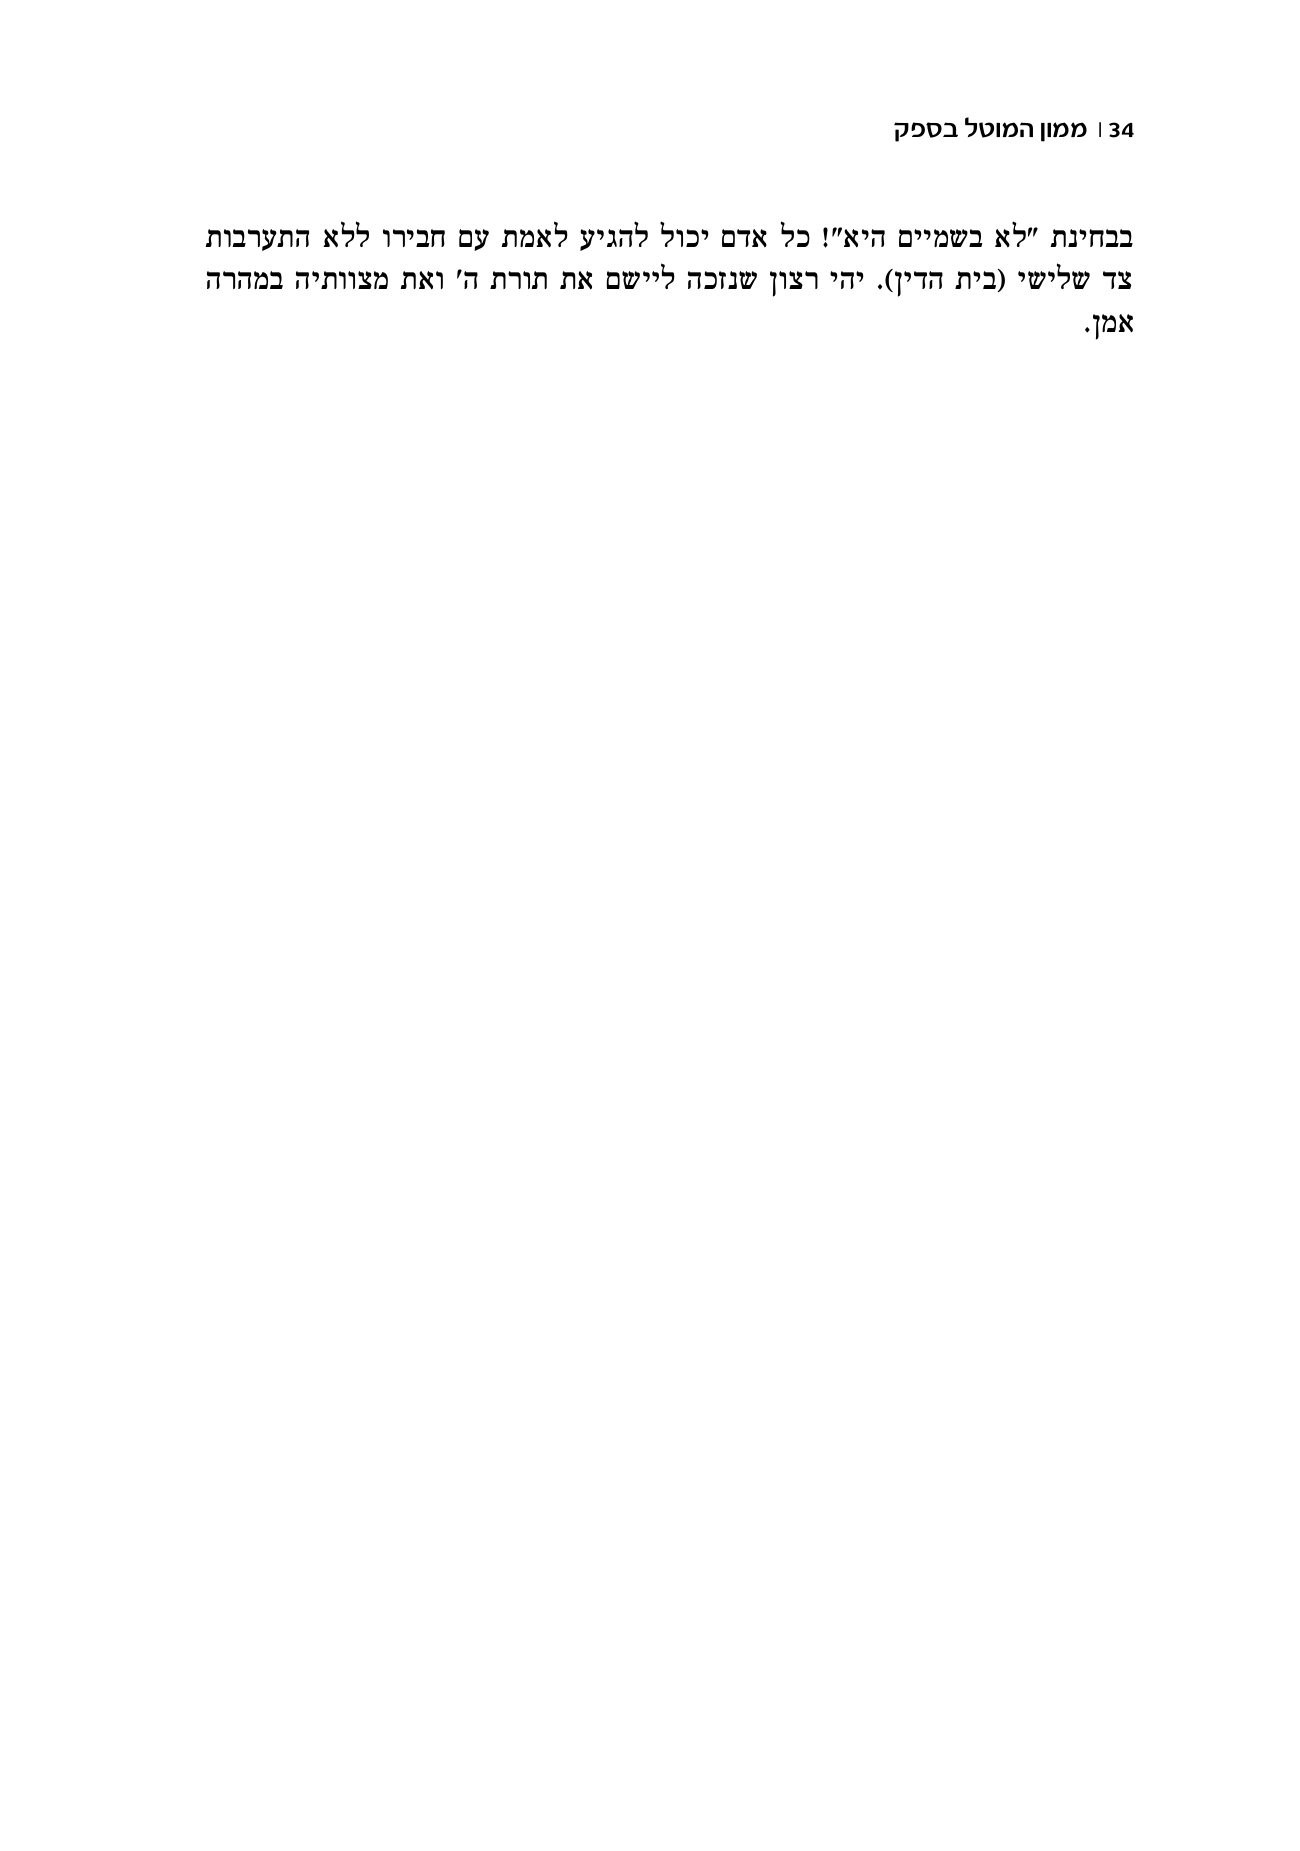 34 | ממון המוטל בספק
בבחינת "לא בשמיים היא"! כל אדם יכול להגיע לאמת עם חבירו ללא התערבות
צד שלישי (בית הדין). יהי רצון שנזכה ליישם את תורת ה' ואת מצוותיה במהרה
אמן.